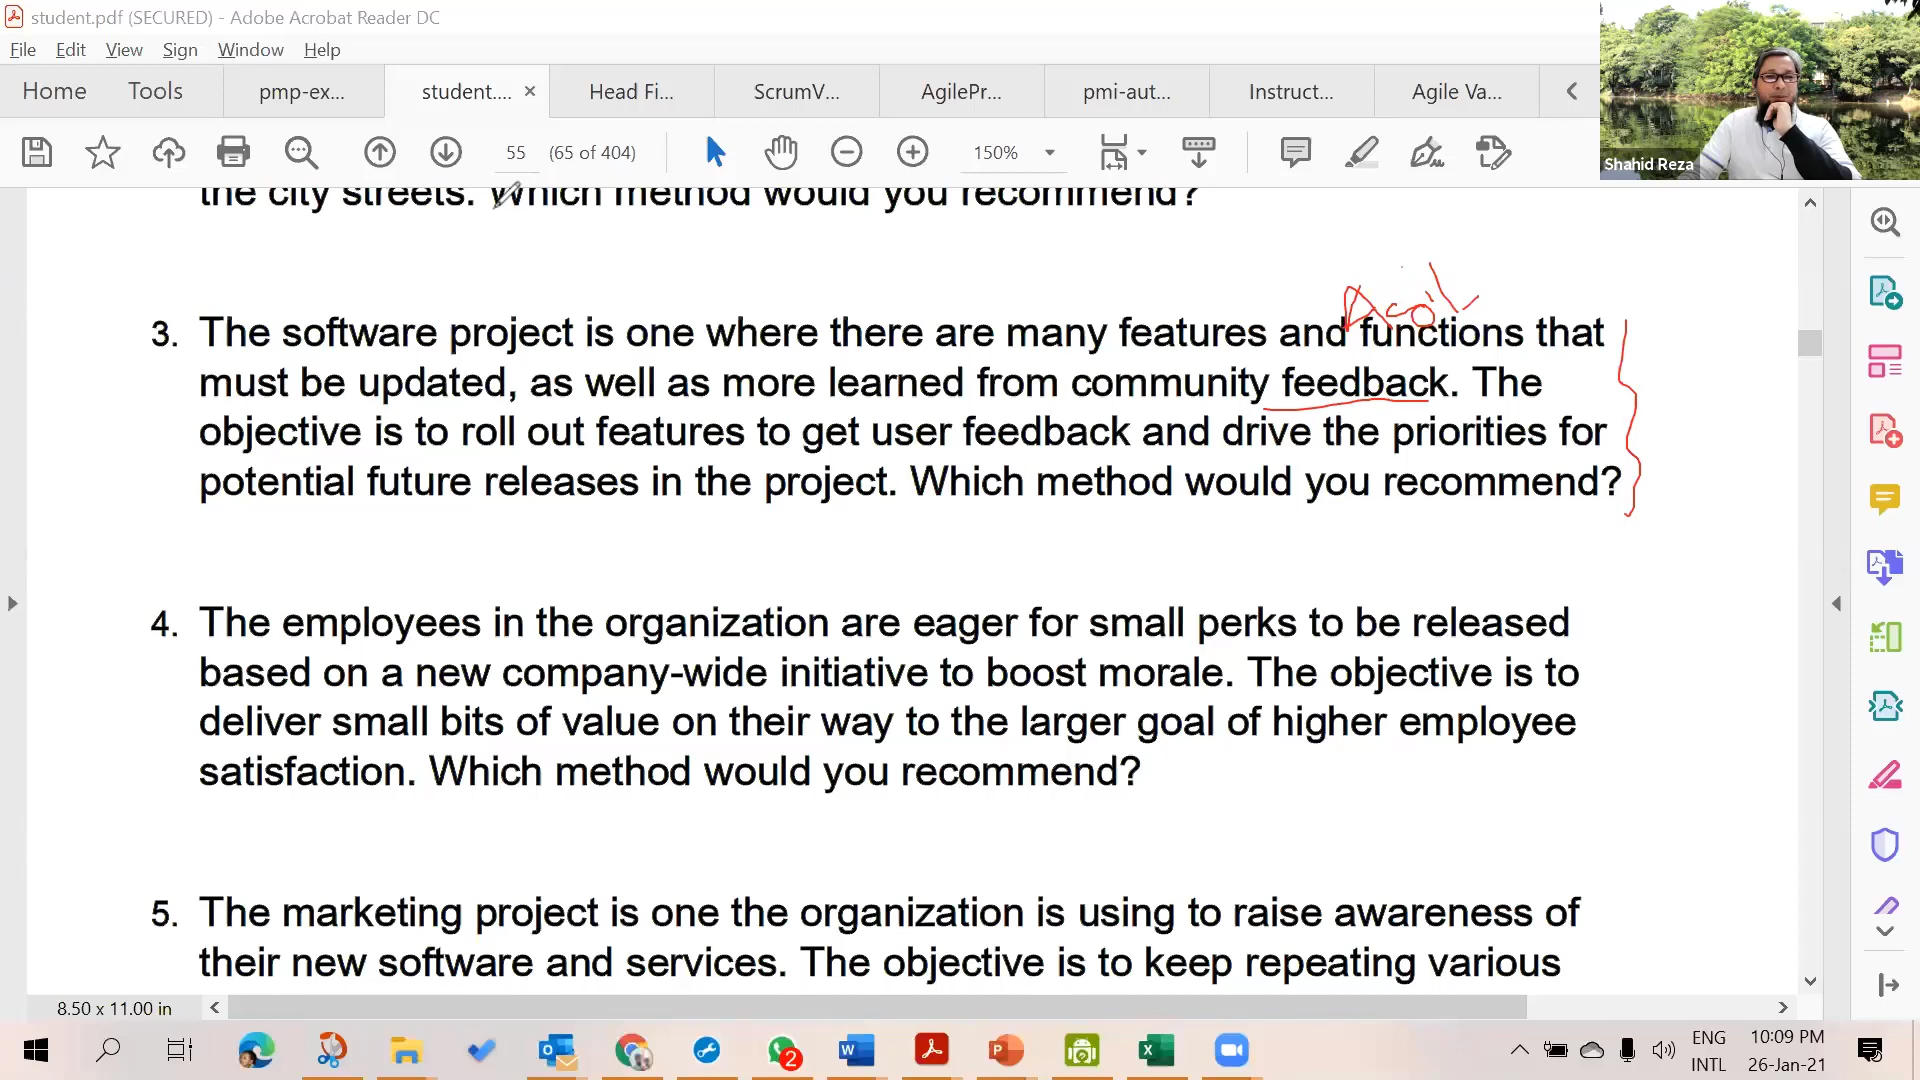 student.pdf (SECURED) - Adobe Acrobat Reader DC
File Edit View Sign Window Help
Home Tools pmp-ex... student.... × Head Fi... ScrumV... AgilePr... pmi-aut... Instruct... Agile Va...
55 (65 of 404) 150%
Shahid Reza
the city streets. Which method would you recommend?
3. The software project is one where there are many features and functions that
must be updated, as well as more learned from community feedback. The
objective is to roll out features to get user feedback and drive the priorities for
potential future releases in the project. Which method would you recommend?
4. The employees in the organization are eager for small perks to be released
based on a new company-wide initiative to boost morale. The objective is to
deliver small bits of value on their way to the larger goal of higher employee
satisfaction. Which method would you recommend?
5. The marketing project is one the organization is using to raise awareness of
their new software and services. The objective is to keep repeating various
8.50 x 11.00 in
2
ENG 10:09 PM
INTL 26-Jan-21